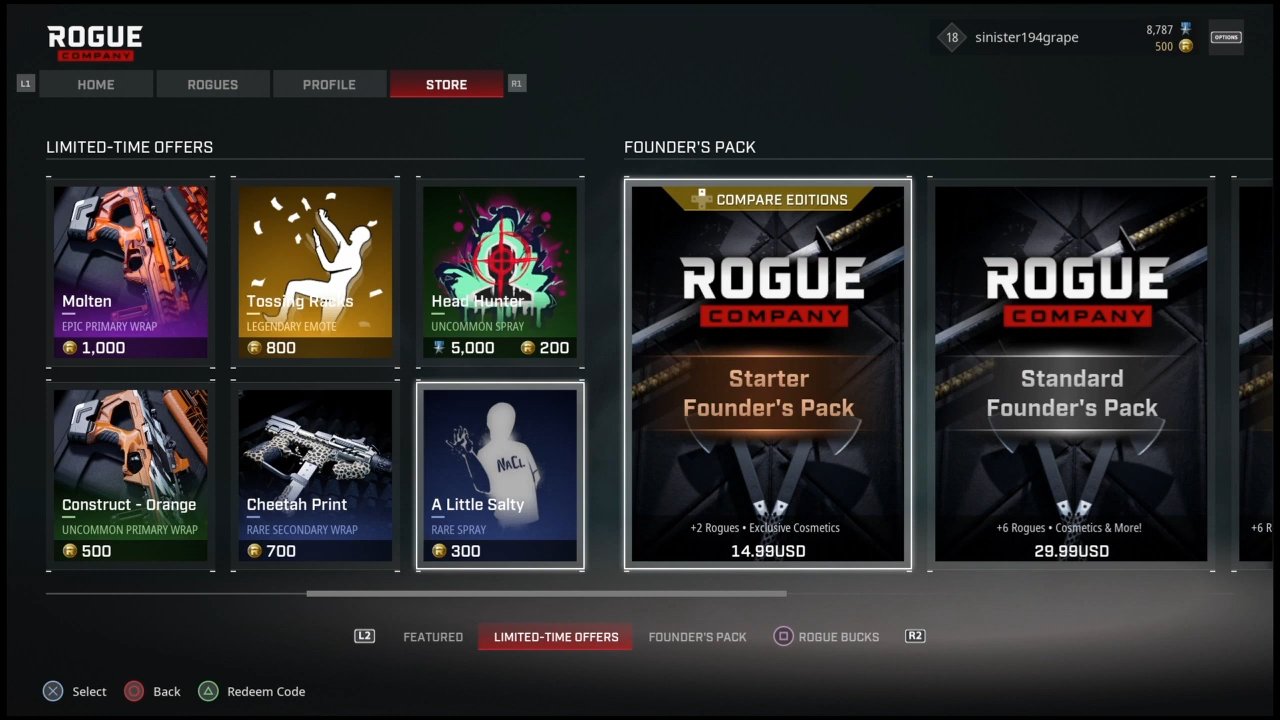 ROGUE
COMPANY
18 sinister194grape
8,787
500
OPTIONS
L1 HOME ROGUES PROFILE STORE R1
LIMITED-TIME OFFERS
Molten
EPIC PRIMARY WRAP
1,000
Tossing Racks
LEGENDARY EMOTE
800
Head Hunter
UNCOMMON SPRAY
5,000 200
Construct - Orange
UNCOMMON PRIMARY WRAP
500
Cheetah Print
RARE SECONDARY WRAP
700
NaCl
A Little Salty
RARE SPRAY
300
FOUNDER'S PACK
COMPARE EDITIONS
ROGUE
COMPANY
Starter
Founder's Pack
+2 Rogues • Exclusive Cosmetics
14.99USD
ROGUE
COMPANY
Standard
Founder's Pack
+6 Rogues • Cosmetics & More!
29.99USD
+6 R
L2 FEATURED LIMITED-TIME OFFERS FOUNDER'S PACK ROGUE BUCKS R2
Select Back Redeem Code